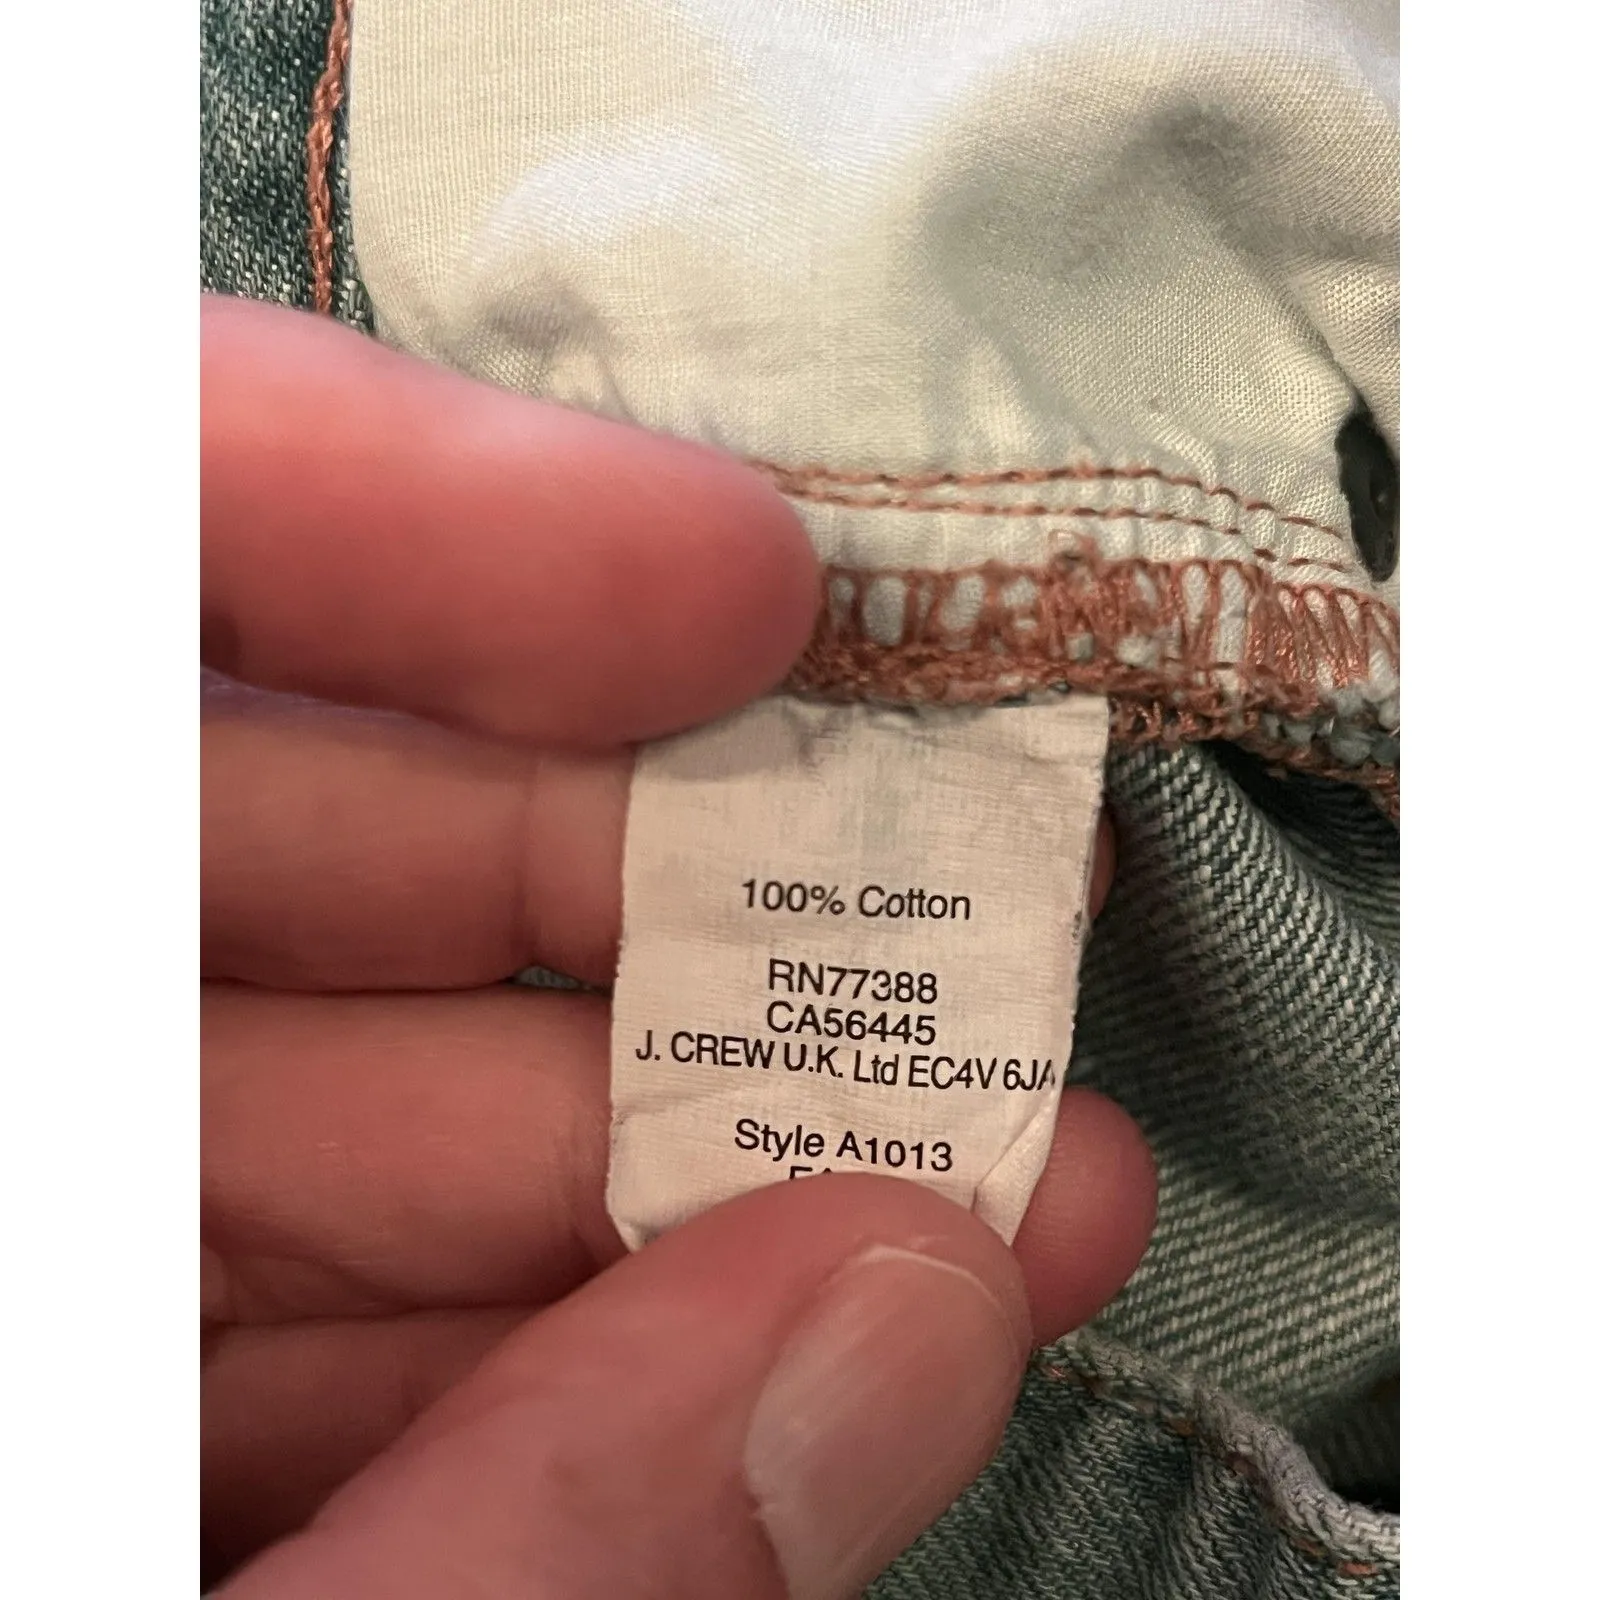 100% Cotton
RN77388
CA56445
J. CREW U.K. Ltd EC4V 6JA
Style A1013